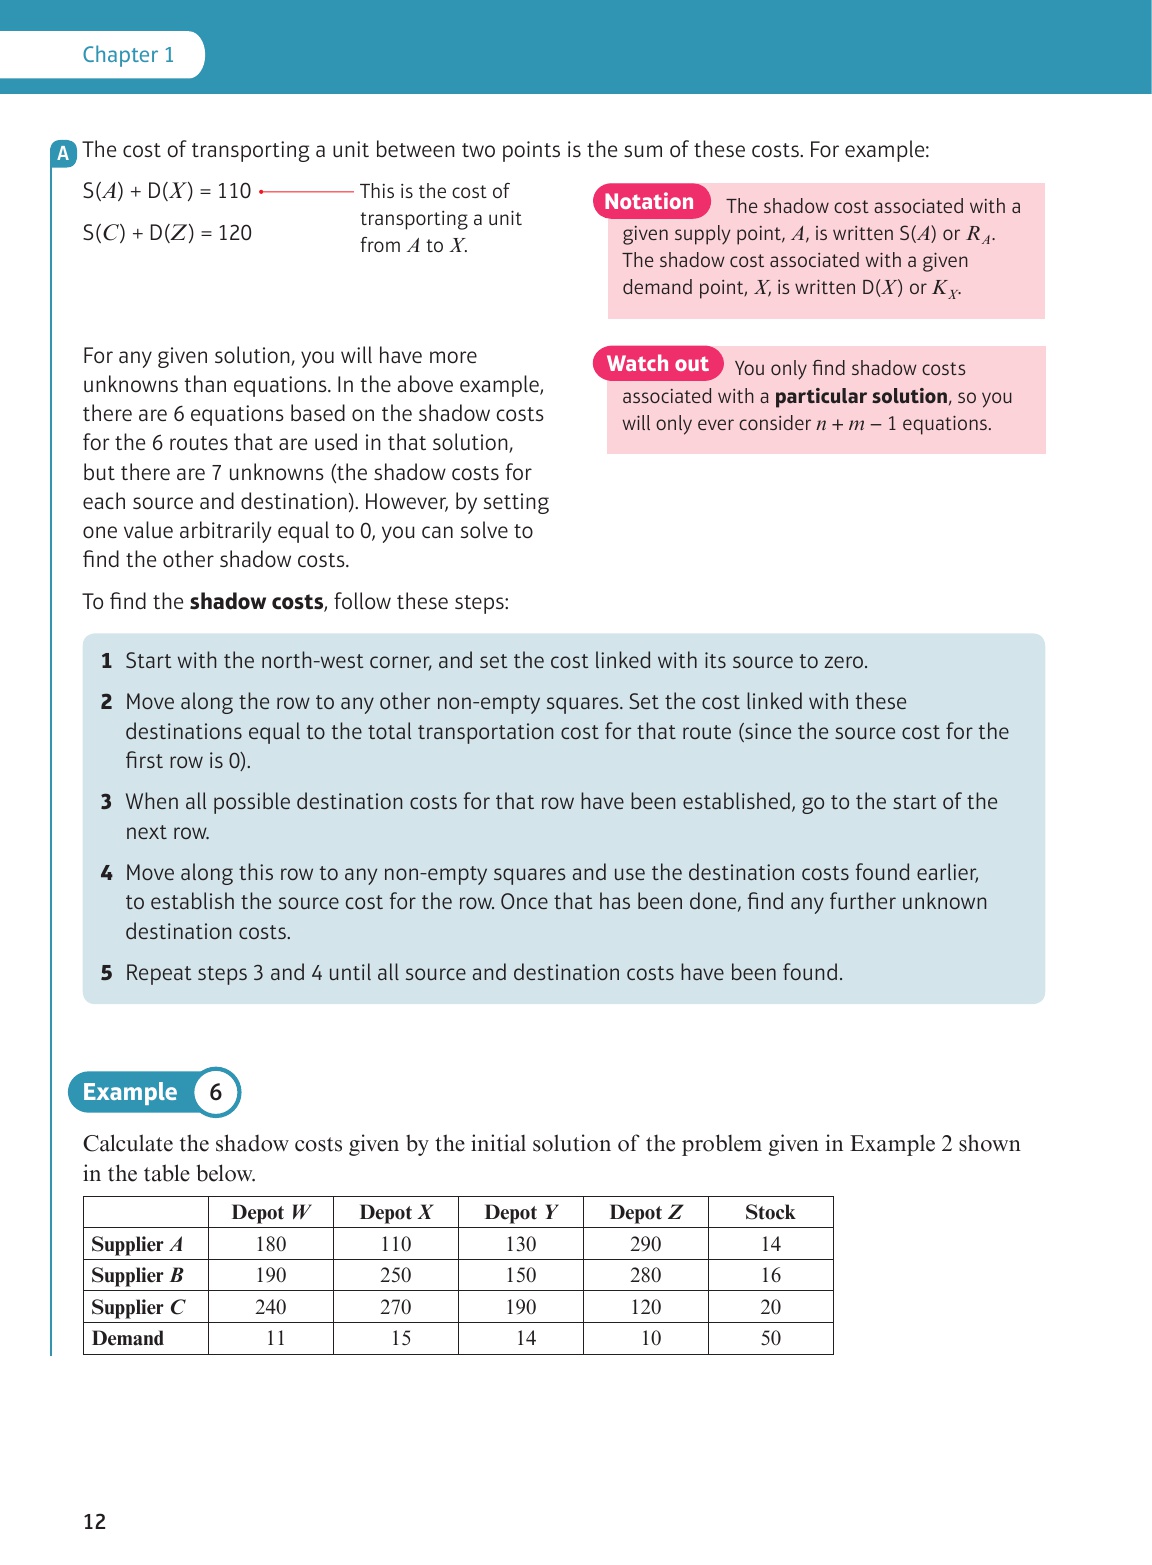 Chapter 1
A The cost of transporting a unit between two points is the sum of these costs. For example:
S(A) + D(X) = 110
S(C) + D(Z) = 120
This is the cost of
transporting a unit
from A to X.
Notation The shadow cost associated with a
given supply point, A, is written S(A) or R_A.
The shadow cost associated with a given
demand point, X, is written D(X) or K_X.
For any given solution, you will have more
unknowns than equations. In the above example,
there are 6 equations based on the shadow costs
for the 6 routes that are used in that solution,
but there are 7 unknowns (the shadow costs for
each source and destination). However, by setting
one value arbitrarily equal to 0, you can solve to
find the other shadow costs.
Watch out You only find shadow costs
associated with a particular solution, so you
will only ever consider n + m − 1 equations.
To find the shadow costs, follow these steps:
1 Start with the north-west corner, and set the cost linked with its source to zero.
2 Move along the row to any other non-empty squares. Set the cost linked with these
destinations equal to the total transportation cost for that route (since the source cost for the
first row is 0).
3 When all possible destination costs for that row have been established, go to the start of the
next row.
4 Move along this row to any non-empty squares and use the destination costs found earlier,
to establish the source cost for the row. Once that has been done, find any further unknown
destination costs.
5 Repeat steps 3 and 4 until all source and destination costs have been found.
Example 6
Calculate the shadow costs given by the initial solution of the problem given in Example 2 shown
in the table below.
Depot W Depot X Depot Y Depot Z Stock
Supplier A 180 110 130 290 14
Supplier B 190 250 150 280 16
Supplier C 240 270 190 120 20
Demand 11 15 14 10 50
12